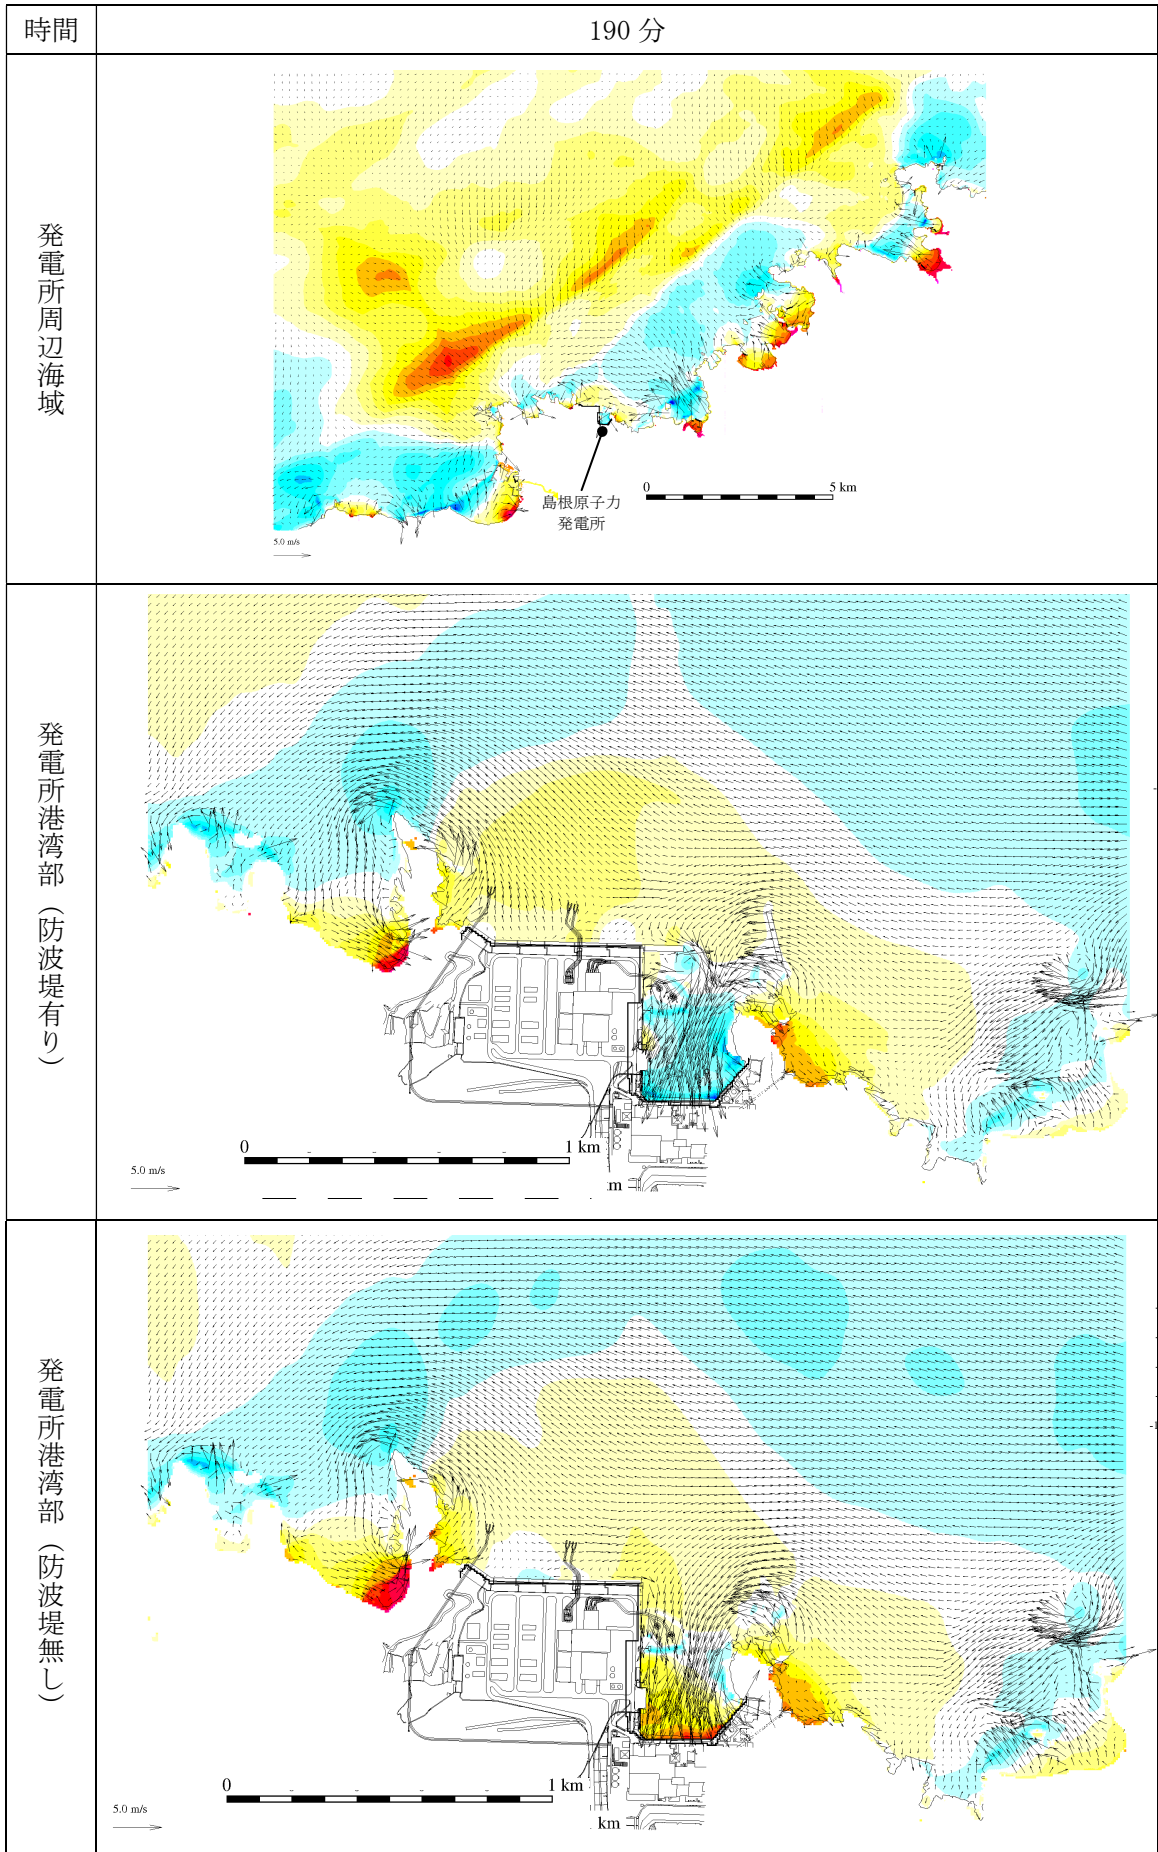 時間
190 分
発電所周辺海域
島根原子力
発電所
0
5 km
5.0 m/s
発電所港湾部（防波堤有り）
0
1 km
5.0 m/s
km
発電所港湾部（防波堤無し）
0
1 km
5.0 m/s
km